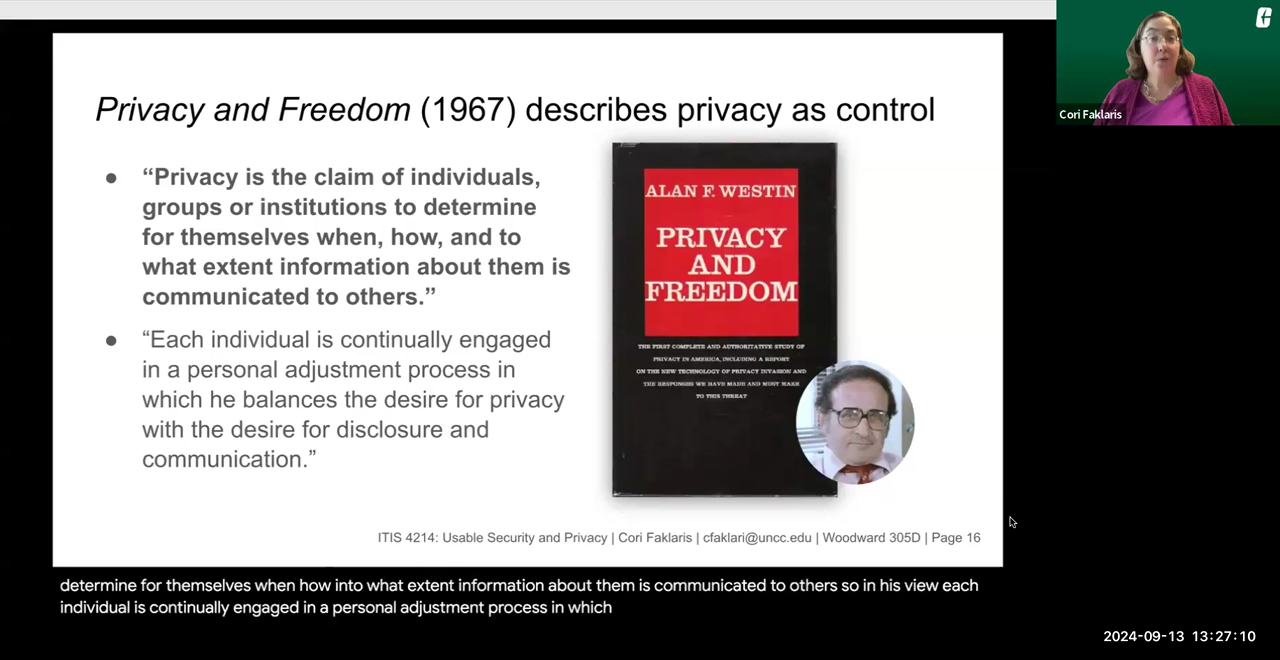 Privacy and Freedom (1967) describes privacy as control
● “Privacy is the claim of individuals,
groups or institutions to determine
for themselves when, how, and to
what extent information about them is
communicated to others.”
● “Each individual is continually engaged
in a personal adjustment process in
which he balances the desire for privacy
with the desire for disclosure and
communication.”
ALAN F. WESTIN
PRIVACY
AND
FREEDOM
THE FIRST COMPLETE AND AUTHORITATIVE STUDY OF
PRIVACY IN AMERICA, INCLUDING A REPORT
ON THE NEW TECHNOLOGY OF PRIVACY INVASION AND
THE RESPONSES WE HAVE MADE AND MUST MAKE
TO THIS THREAT
ITIS 4214: Usable Security and Privacy | Cori Faklaris | cfaklari@uncc.edu | Woodward 305D | Page 16
Cori Faklaris
determine for themselves when how into what extent information about them is communicated to others so in his view each
individual is continually engaged in a personal adjustment process in which
2024-09-13 13:27:10